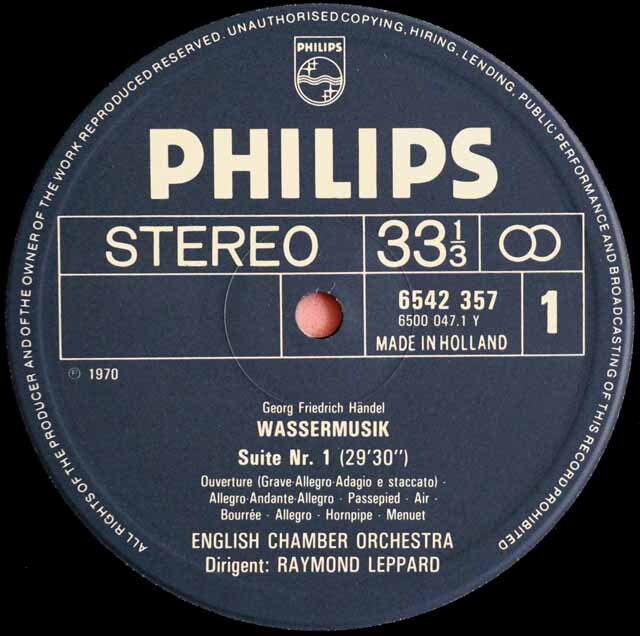 ALL RIGHTS OF THE PRODUCER AND OF THE OWNER OF THE WORK REPRODUCED RESERVED. UNAUTHORISED COPYING, HIRING, LENDING, PUBLIC PERFORMANCE AND BROADCASTING OF THIS RECORD PROHIBITED
PHILIPS
PHILIPS
STEREO 33 1/3
6542 357
6500 047.1 Y
1
MADE IN HOLLAND
℗ 1970
Georg Friedrich Händel
WASSERMUSIK
Suite Nr. 1 (29'30'')
Ouverture (Grave·Allegro·Adagio e staccato) ·
Allegro·Andante·Allegro · Passepied · Air ·
Bourrée · Allegro · Hornpipe · Menuet
ENGLISH CHAMBER ORCHESTRA
Dirigent: RAYMOND LEPPARD